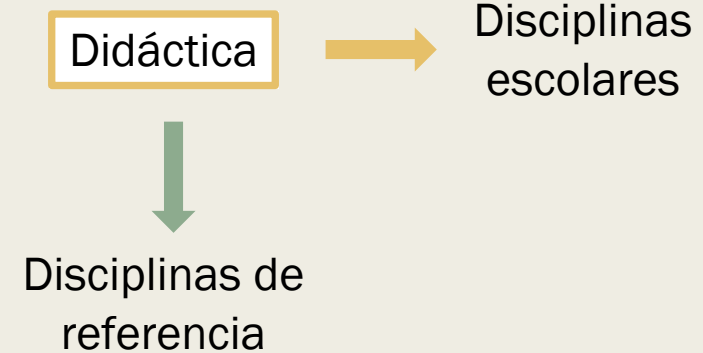 Didáctica
Disciplinas
escolares
Disciplinas de
referencia